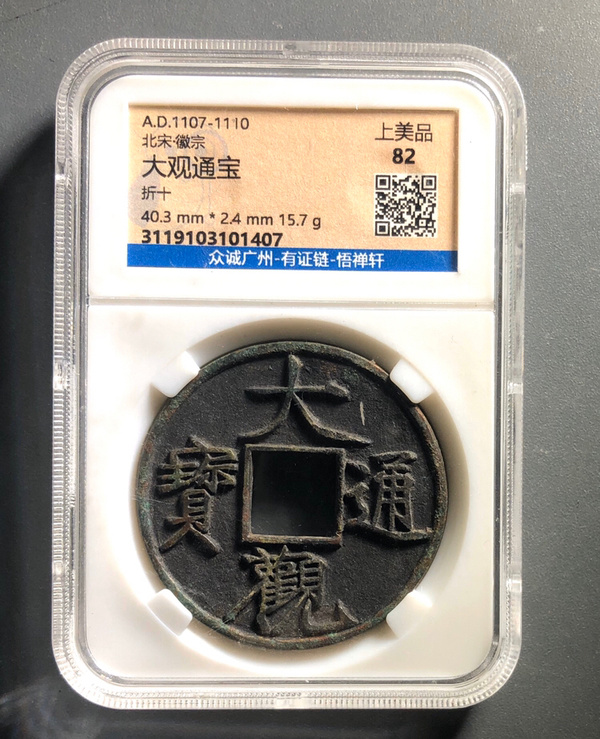 A.D.1107-1110
北宋·徽宗
大观通宝
折十
40.3 mm * 2.4 mm 15.7 g
3119103101407
上美品
82
众诚广州-有证链-悟禅轩
大
觀
通
寶